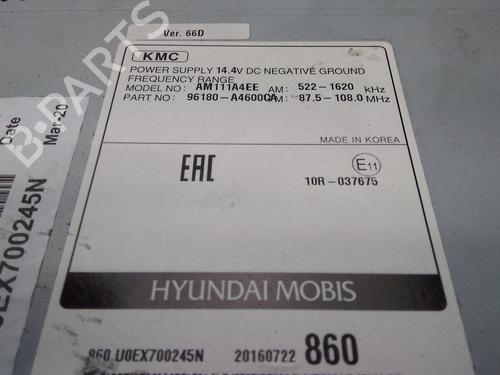 Ver. 66D
KMC
POWER SUPPLY 14.4V DC NEGATIVE GROUND
FREQUENCY RANGE
MODEL NO: AM111A4EE AM: 522-1620 kHz
PART NO: 96180-A4600CA FM: 87.5-108.0 MHz
MADE IN KOREA
EAC
E11
10R-037675
HYUNDAI MOBIS
860 U0EX700245N 20160722 860
Date
Mar-20
U0EX700245N
B-PARTS